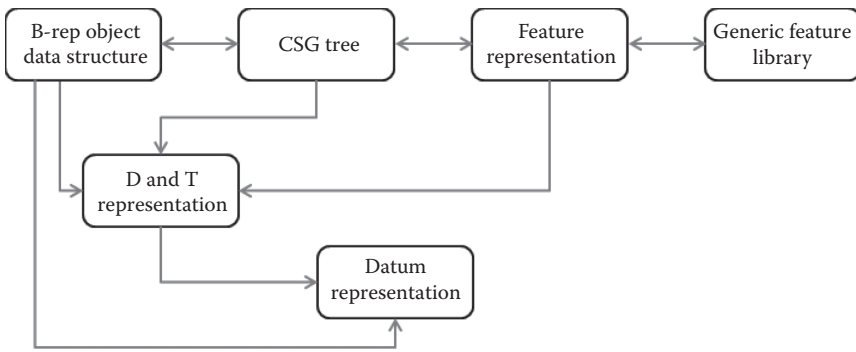 B-rep object
data structure
CSG tree
Feature
representation
Generic feature
library
D and T
representation
Datum
representation